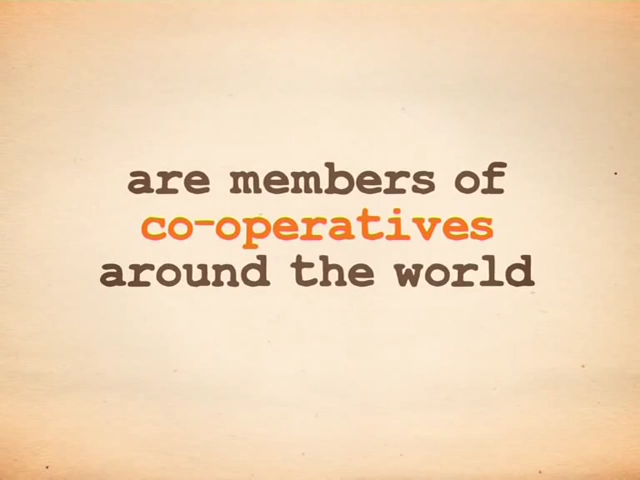 are members of
co-operatives
around the world